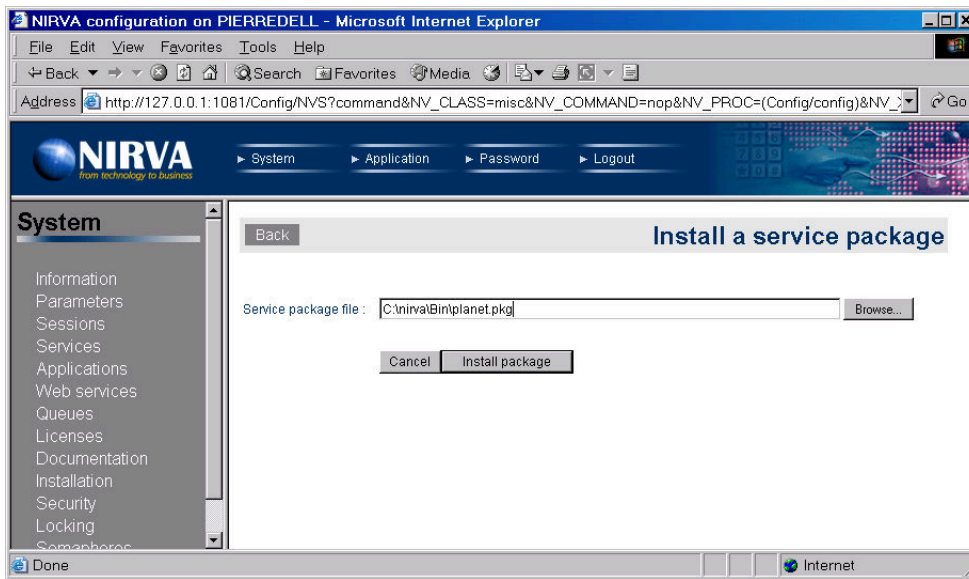 NIRVA configuration on PIERREDELL - Microsoft Internet Explorer
File Edit View Favorites Tools Help
Back Search Favorites Media
Address http://127.0.0.1:1081/Config/NVS?command&NV_CLASS=misc&NV_COMMAND=nop&NV_PROC=(Config/config)&NV_ Go
NIRVA
from technology to business
System Application Password Logout
System
Back
Install a service package
Information
Parameters
Sessions
Services
Applications
Web services
Queues
Licenses
Documentation
Installation
Security
Locking
Semaphores
Service package file : C:\nirva\Bin\planet.pkg Browse...
Cancel Install package
Done Internet